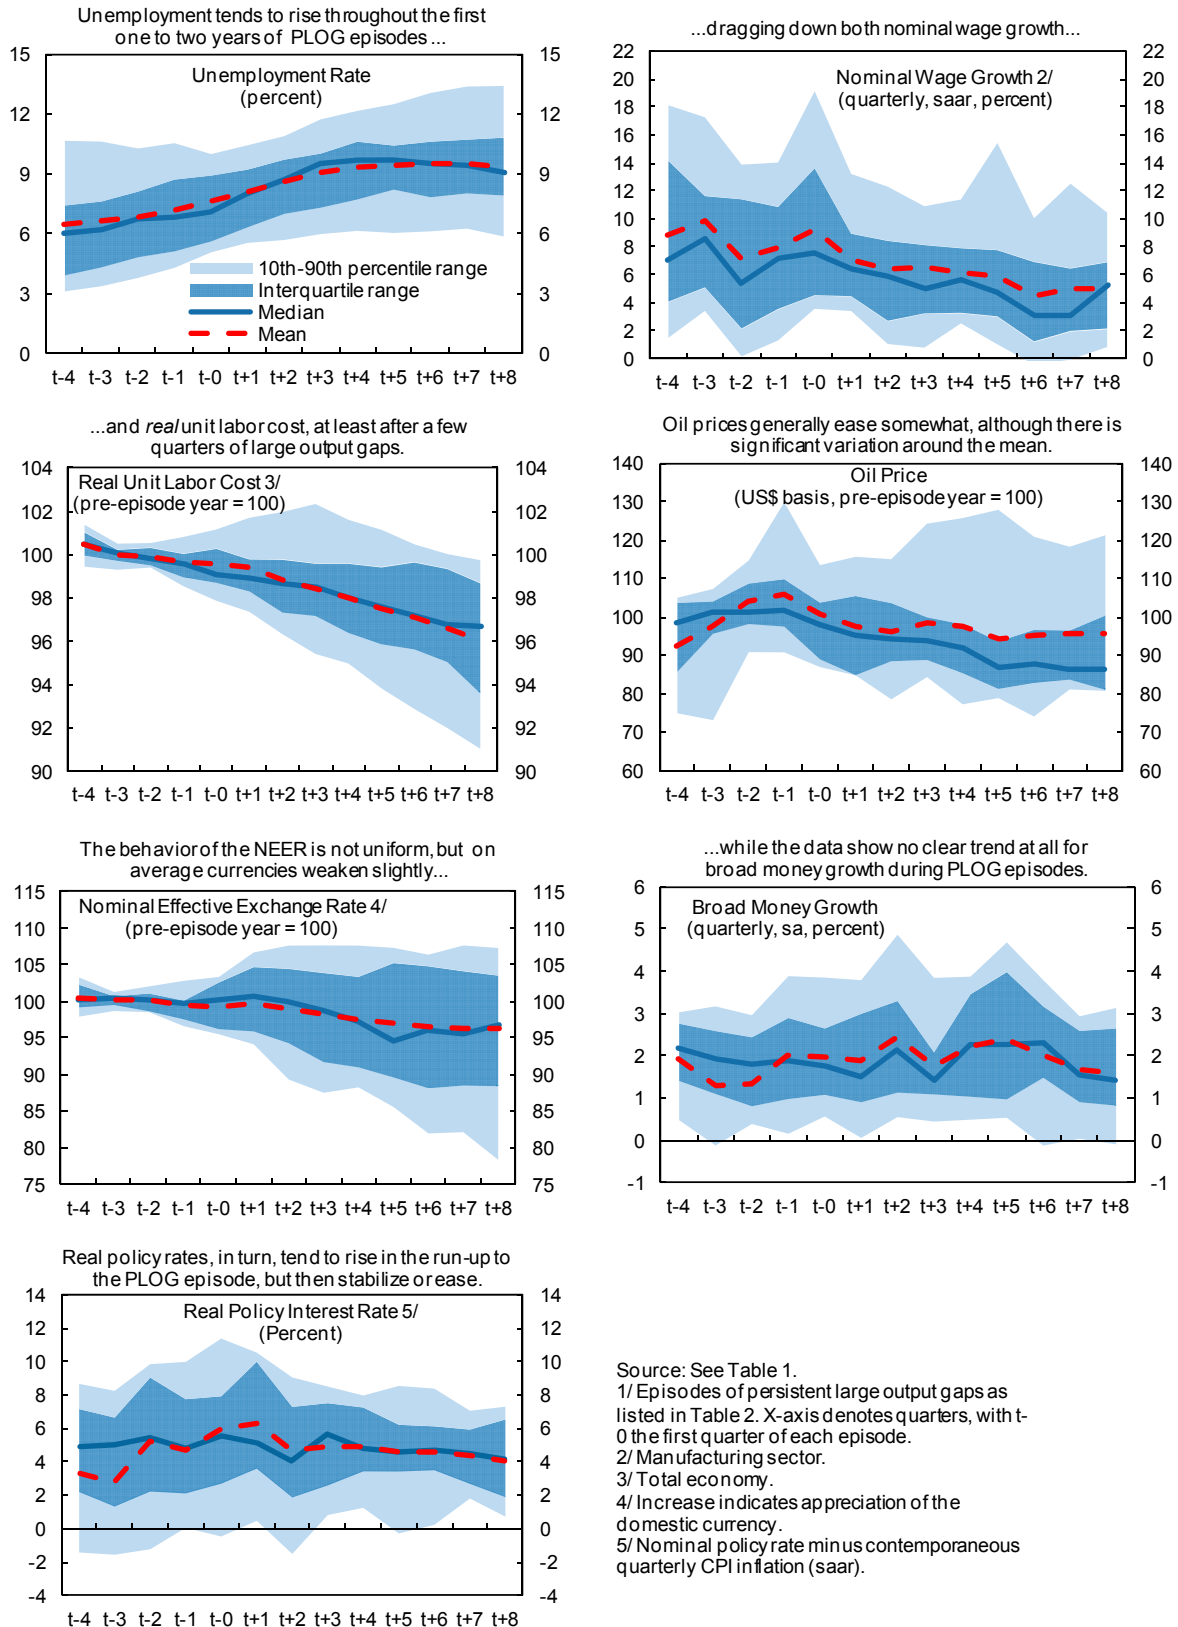 Unemployment tends to rise throughout the first
one to two years of PLOG episodes ...
15 15
Unemployment Rate
(percent)
12 12
9 9
6 6
10th-90th percentile range
Interquartile range
3 3
Median
Mean
0 0
t-4 t-3 t-2 t-1 t-0 t+1 t+2 t+3 t+4 t+5 t+6 t+7 t+8
...dragging down both nominal wage growth...
22 22
Nominal Wage Growth 2/
20 20
(quarterly, saar, percent)
18 18
16 16
14 14
12 12
10 10
8 8
6 6
4 4
2 2
0 0
t-4 t-3 t-2 t-1 t-0 t+1 t+2 t+3 t+4 t+5 t+6 t+7 t+8
...and real unit labor cost, at least after a few
quarters of large output gaps.
104 104
Real Unit Labor Cost 3/
(pre-episode year = 100)
102 102
100 100
98 98
96 96
94 94
92 92
90 90
t-4 t-3 t-2 t-1 t-0 t+1 t+2 t+3 t+4 t+5 t+6 t+7 t+8
Oil prices generally ease somewhat, although there is
significant variation around the mean.
140 140
Oil Price
130 130
(US$ basis, pre-episode year = 100)
120 120
110 110
100 100
90 90
80 80
70 70
60 60
t-4 t-3 t-2 t-1 t-0 t+1 t+2 t+3 t+4 t+5 t+6 t+7 t+8
The behavior of the NEER is not uniform, but on
average currencies weaken slightly...
115 115
Nominal Effective Exchange Rate 4/
110 110
(pre-episode year = 100)
105 105
100 100
95 95
90 90
85 85
80 80
75 75
t-4 t-3 t-2 t-1 t-0 t+1 t+2 t+3 t+4 t+5 t+6 t+7 t+8
...while the data show no clear trend at all for
broad money growth during PLOG episodes.
6 6
Broad Money Growth
5 5
(quarterly, sa, percent)
4 4
3 3
2 2
1 1
0 0
-1 -1
t-4 t-3 t-2 t-1 t-0 t+1 t+2 t+3 t+4 t+5 t+6 t+7 t+8
Real policy rates, in turn, tend to rise in the run-up to
the PLOG episode, but then stabilize or ease.
14 14
Real Policy Interest Rate 5/
12 12
(Percent)
10 10
8 8
6 6
4 4
2 2
0 0
-2 -2
-4 -4
t-4 t-3 t-2 t-1 t-0 t+1 t+2 t+3 t+4 t+5 t+6 t+7 t+8
Source: See Table 1.
1/ Episodes of persistent large output gaps as
listed in Table 2. X-axis denotes quarters, with t-
0 the first quarter of each episode.
2/ Manufacturing sector.
3/ Total economy.
4/ Increase indicates appreciation of the
domestic currency.
5/ Nominal policy rate minus contemporaneous
quarterly CPI inflation (saar).